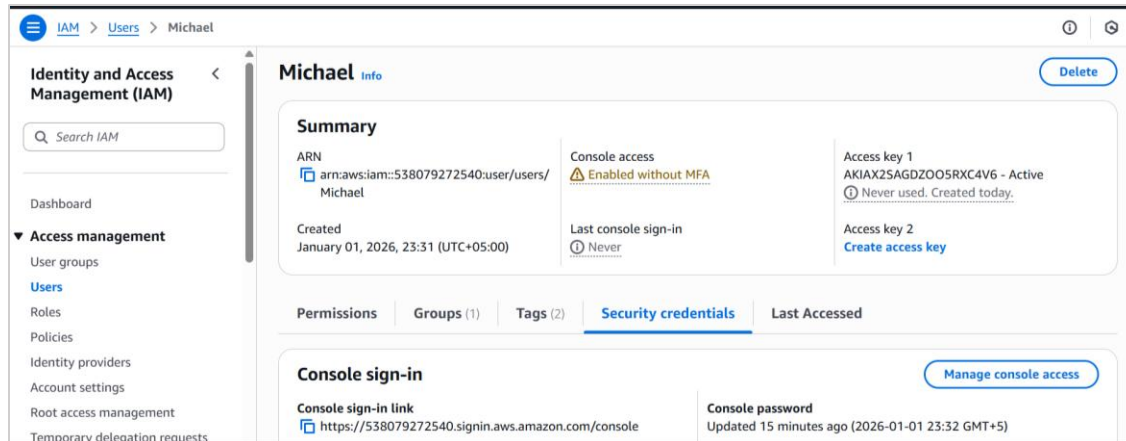 IAM > Users > Michael
Identity and Access
Management (IAM)
Search IAM
Dashboard
Access management
User groups
Users
Roles
Policies
Identity providers
Account settings
Root access management
Temporary delegation requests
Michael Info
Delete
Summary
ARN
arn:aws:iam::538079272540:user/users/
Michael
Console access
Enabled without MFA
Access key 1
AKIAX2SAGDZOO5RXC4V6 - Active
Never used. Created today.
Created
January 01, 2026, 23:31 (UTC+05:00)
Last console sign-in
Never
Access key 2
Create access key
Permissions
Groups (1)
Tags (2)
Security credentials
Last Accessed
Console sign-in
Manage console access
Console sign-in link
https://538079272540.signin.aws.amazon.com/console
Console password
Updated 15 minutes ago (2026-01-01 23:32 GMT+5)